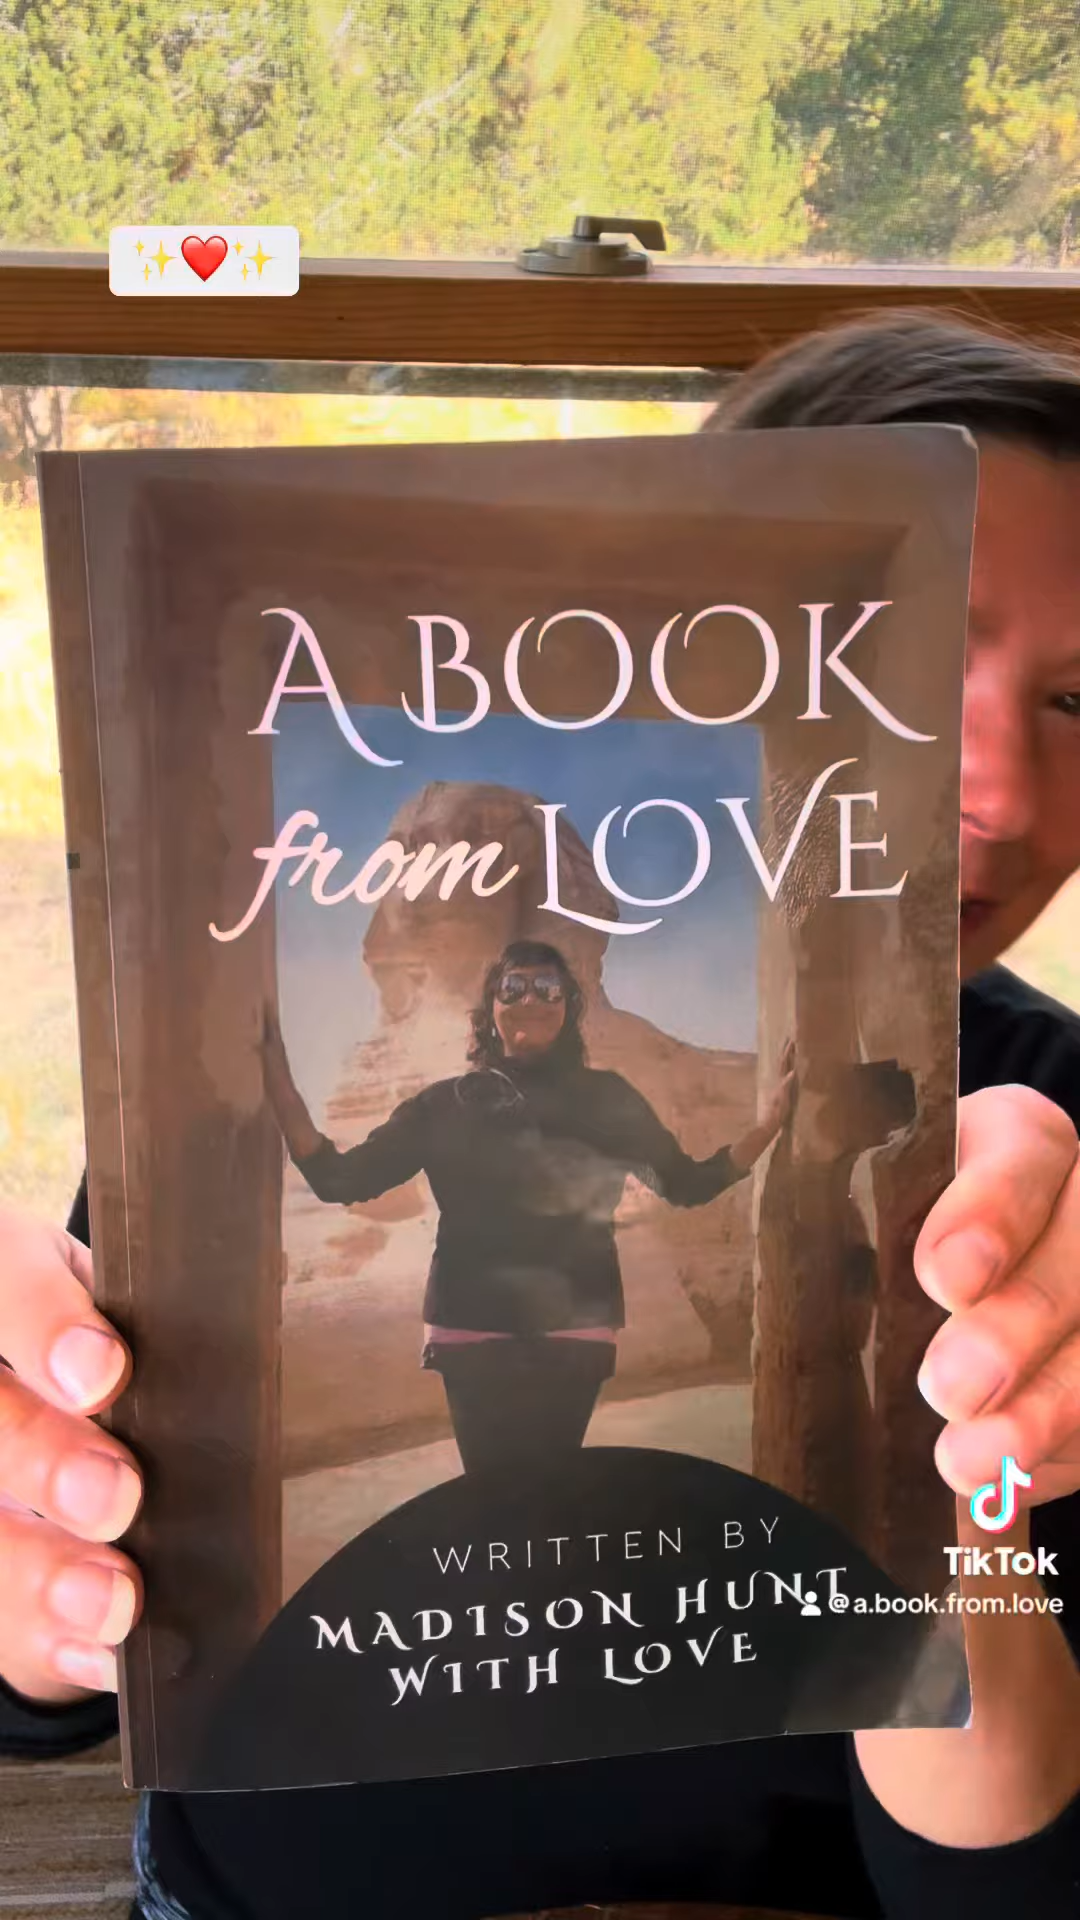 ✨❤️✨
A BOOK
from LOVE
WRITTEN BY
MADISON HUNT
WITH LOVE
TikTok
@a.book.from.love